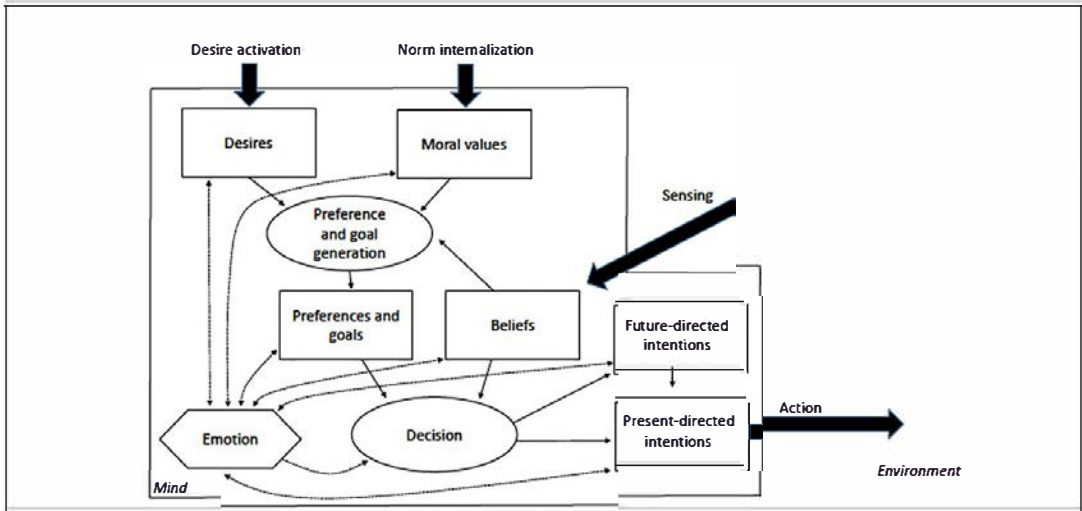 Desire activation
Norm internalization
Desires
Moral values
Sensing
Preference
and goal
generation
Preferences and
goals
Beliefs
Future-directed
intentions
Emotion
Decision
Present-directed
intentions
Action
Mind
Environment